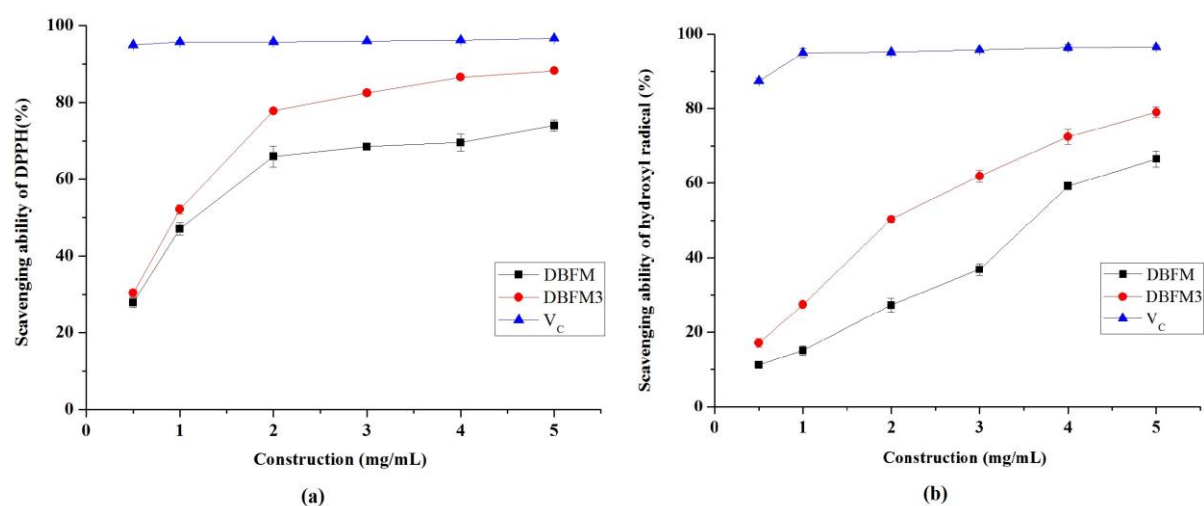 (a)
Scavenging ability of DPPH(%)
100
80
60
40
20
0
DBFM
DBFM3
VC
0 1 2 3 4 5
Construction (mg/mL)
(a)
Scavenging ability of hydroxyl radical (%)
100
80
60
40
20
0
DBFM
DBFM3
VC
0 1 2 3 4 5
Construction (mg/mL)
(b)